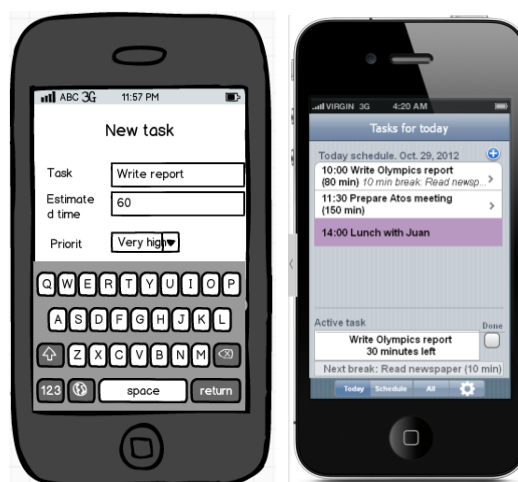 ABC 3G 11:57 PM
New task
Task Write report
Estimate
d time 60
Priorit Very high
Q W E R T Y U I O P
A S D F G H J K L
Z X C V B N M
123 space return
VIRGIN 3G 4:20 AM
Tasks for today
Today schedule. Oct. 29, 2012
10:00 Write Olympics report
(80 min) 10 min break: Read newsp...
11:30 Prepare Atos meeting
(150 min)
14:00 Lunch with Juan
Active task Done
Write Olympics report
30 minutes left
Next break: Read newspaper (10 min)
Today Schedule All